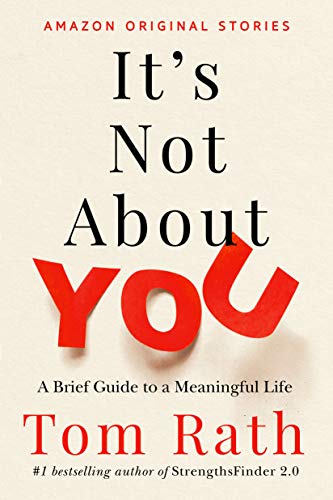 AMAZON ORIGINAL STORIES
It’s
Not
About
YOU
A Brief Guide to a Meaningful Life
Tom Rath
#1 bestselling author of StrengthsFinder 2.0